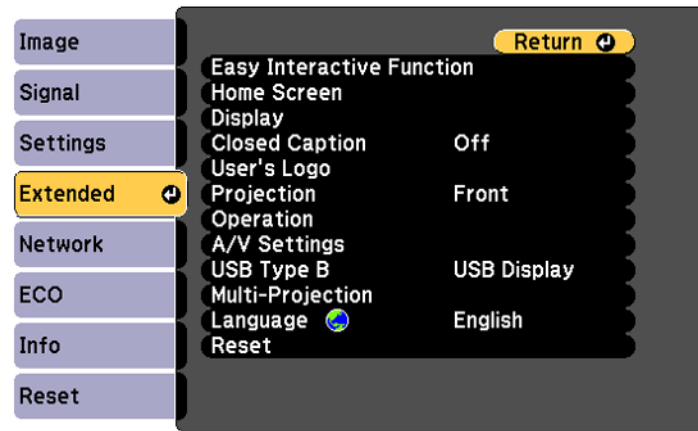 Image
Signal
Settings
Extended
Network
ECO
Info
Reset
Return
Easy Interactive Function
Home Screen
Display
Closed Caption Off
User's Logo
Projection Front
Operation
A/V Settings
USB Type B USB Display
Multi-Projection
Language English
Reset